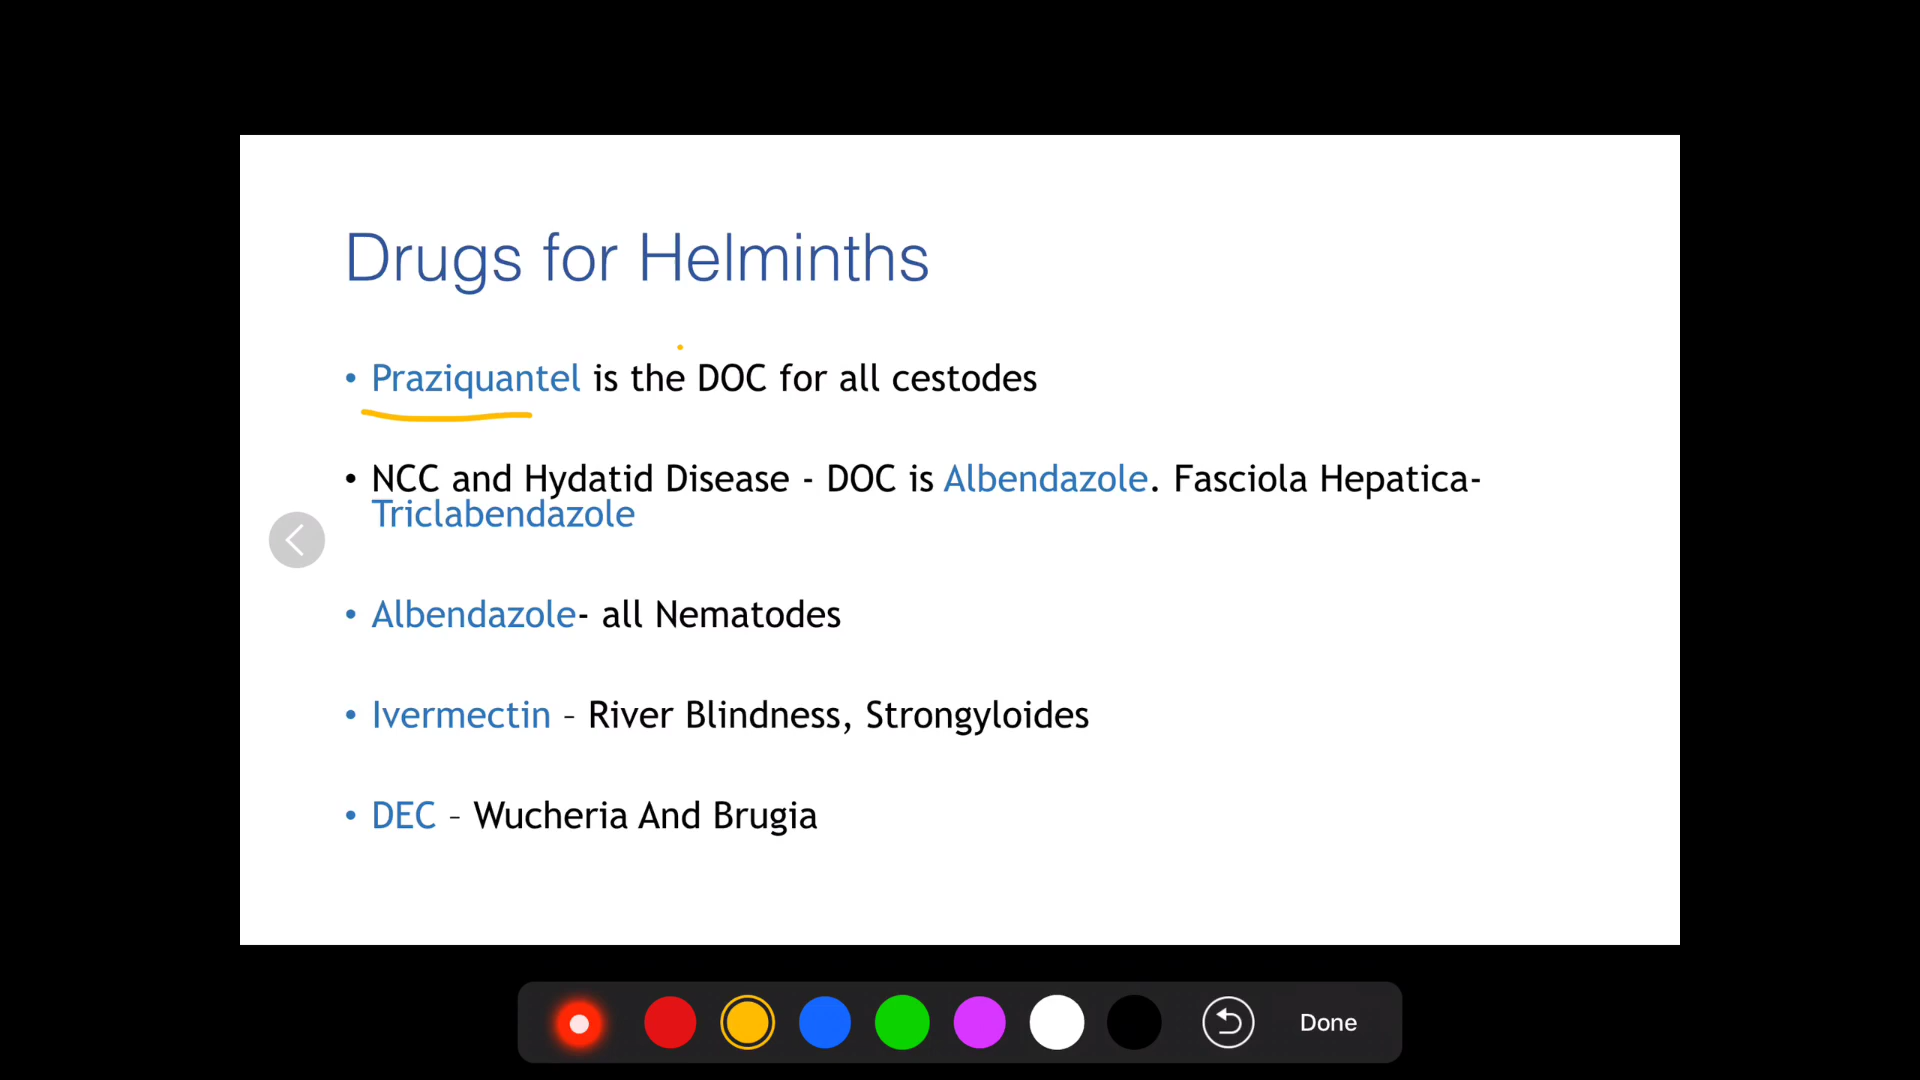 Drugs for Helminths
• Praziquantel is the DOC for all cestodes
• NCC and Hydatid Disease - DOC is Albendazole. Fasciola Hepatica-
Triclabendazole
• Albendazole- all Nematodes
• Ivermectin – River Blindness, Strongyloides
• DEC – Wucheria And Brugia
Done